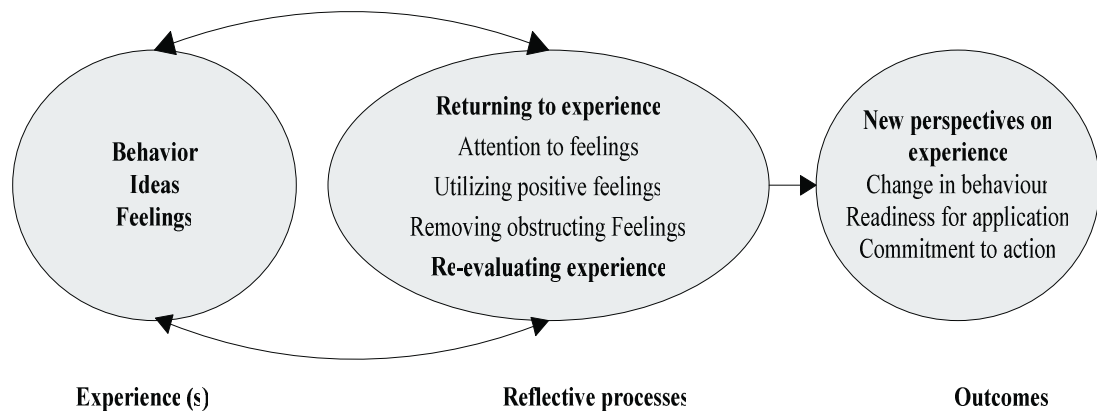 Behavior
Ideas
Feelings
Returning to experience
Attention to feelings
Utilizing positive feelings
Removing obstructing Feelings
Re-evaluating experience
New perspectives on
experience
Change in behaviour
Readiness for application
Commitment to action
Experience (s)
Reflective processes
Outcomes